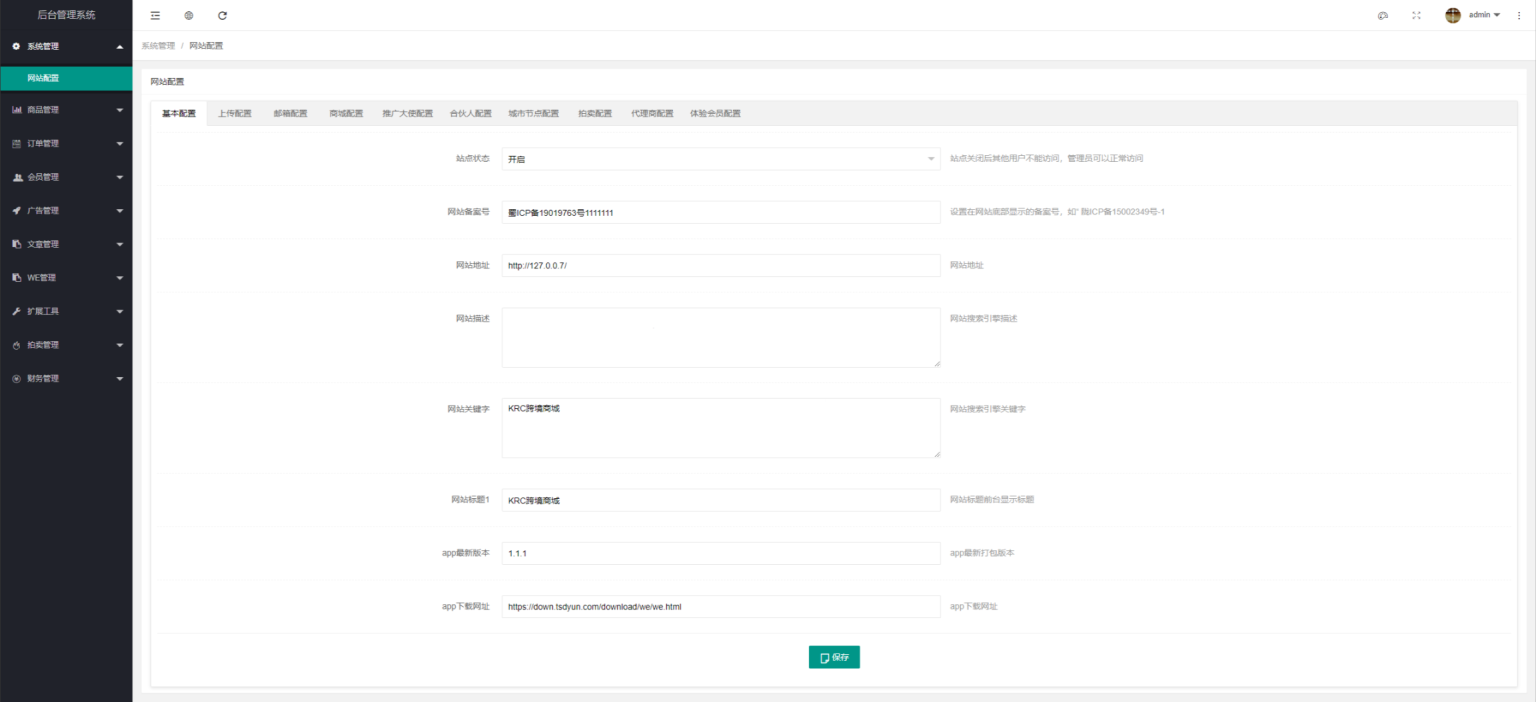 后台管理系统
admin
系统管理
系统管理 / 网站配置
网站配置
网站配置
商品管理
订单管理
会员管理
广告管理
文章管理
WE管理
扩展工具
拍卖管理
财务管理
基本配置 上传配置 邮箱配置 商城配置 推广大使配置 合伙人配置 城市节点配置 拍卖配置 代理商配置 体验会员配置
站点状态 开启 站点关闭后其他用户不能访问，管理员可以正常访问
网站备案号 蜀ICP备19019763号1111111 设置在网站底部显示的备案号，如“ 陇ICP备15002349号-1
网站地址 http://127.0.0.7/ 网站地址
网站描述 网站搜索引擎描述
网站关键字 KRC跨境商城 网站搜索引擎关键字
网站标题1 KRC跨境商城 网站标题前台显示标题
app最新版本 1.1.1 app最新打包版本
app下载网址 https://down.tsdyun.com/download/we/we.html app下载网址
保存